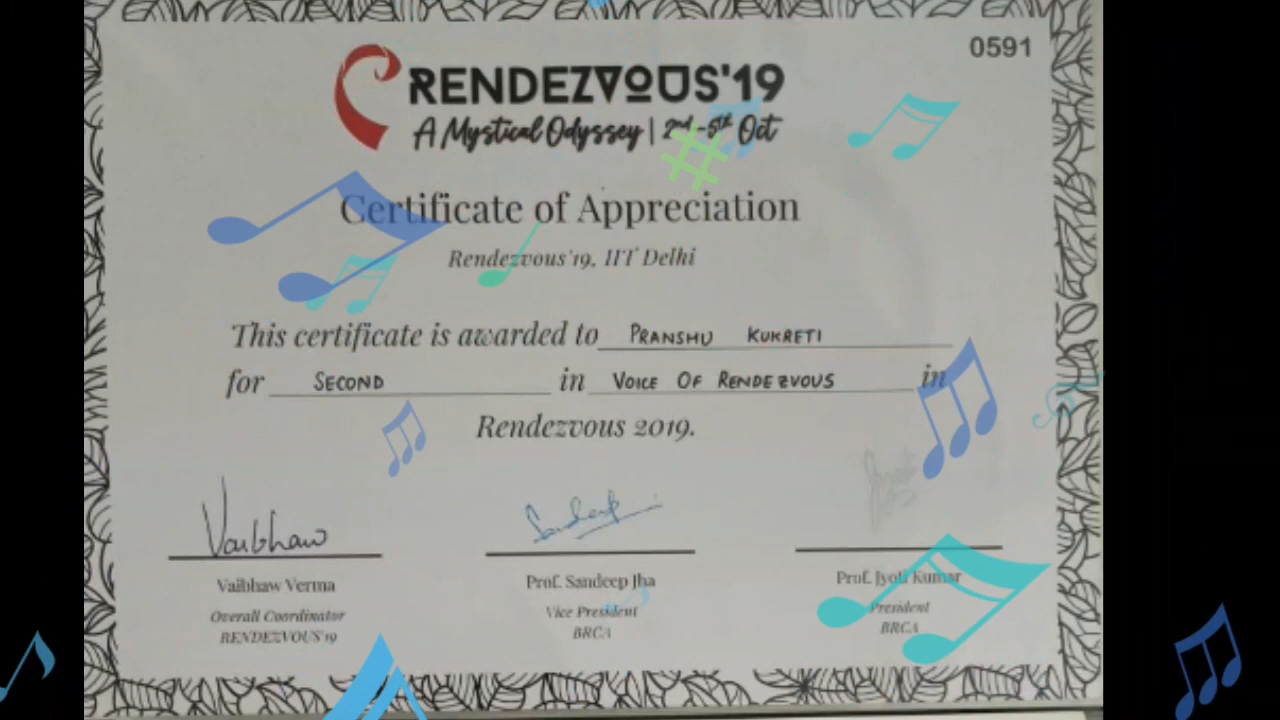 0591
RENDEZVOUS'19
A Mystical Odyssey | 2nd-5th Oct
Certificate of Appreciation
Rendezvous'19, IIT Delhi
This certificate is awarded to PRANSHU KUKRETI
for SECOND in VOICE OF RENDEZVOUS in
Rendezvous 2019.
Vaibhaw Sandeep
Vaibhaw Verma Prof. Sandeep Jha Prof. Jyoti Kumar
Overall Coordinator Vice President President
RENDEZVOUS'19 BRCA BRCA